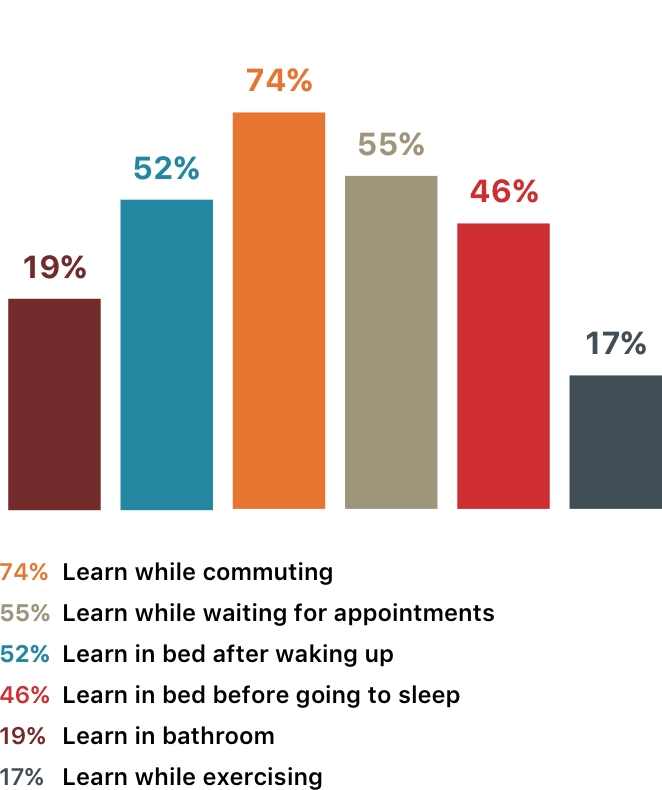 74%
55%
52%
46%
19%
17%
74% Learn while commuting
55% Learn while waiting for appointments
52% Learn in bed after waking up
46% Learn in bed before going to sleep
19% Learn in bathroom
17% Learn while exercising